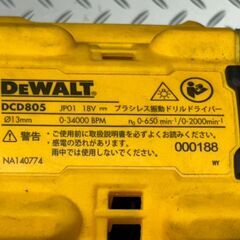 DEWALT
DCD805 JP01 18V⎓ ブラシレス振動ドリルドライバー
Ø13mm 0-34000 BPM n₀ 0-650 min⁻¹/0-2000min⁻¹
警告
・ご使用前に取扱説明書を必ずお読みください。
・感電の恐れがあります。
雨中で使用しないでください。
000188
NA140774
WY